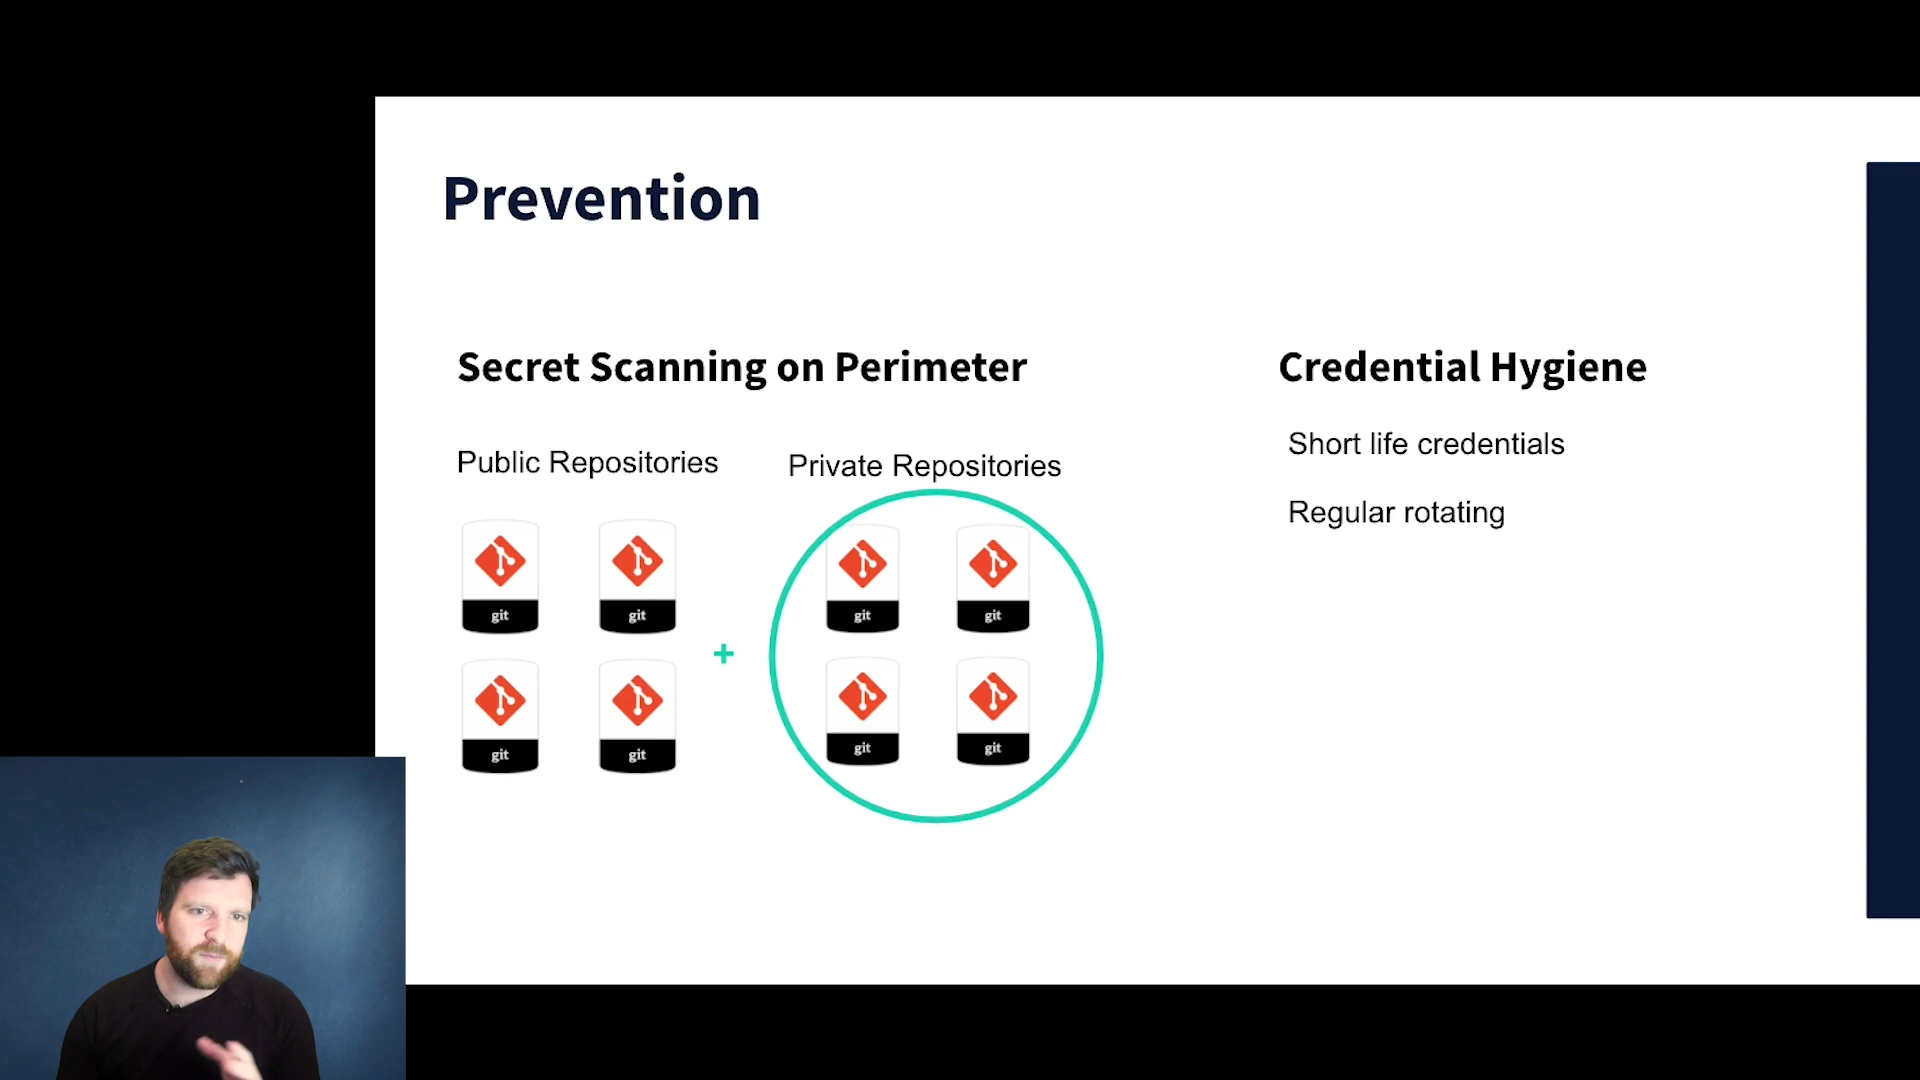 Prevention
Secret Scanning on Perimeter
Public Repositories
Private Repositories
git
git
git
git
+
git
git
git
git
Credential Hygiene
Short life credentials
Regular rotating